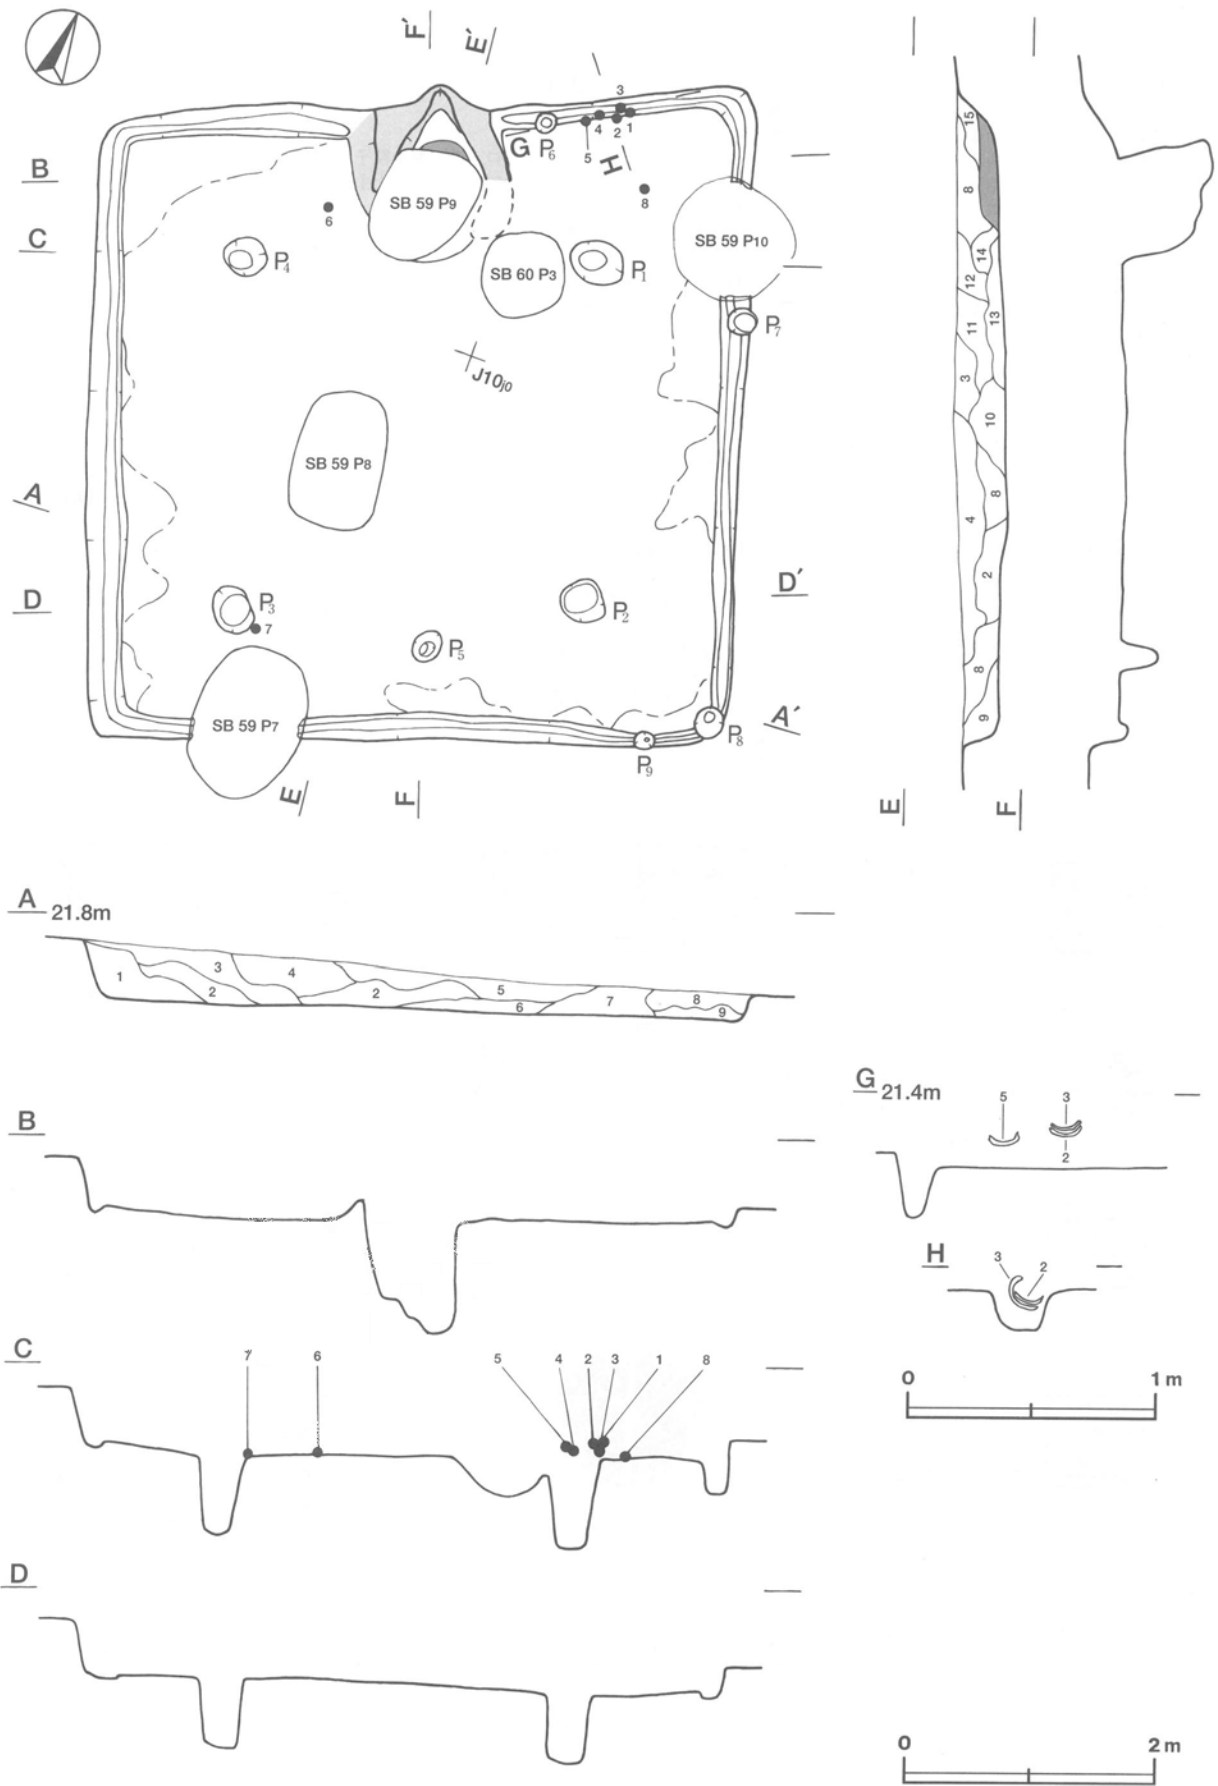 F' E'
3
4 2 1
G P6
5 H
B
8
SB 59 P9
6
C
SB 59 P10
P4
SB 60 P3
P1
P7
J10j0
SB 59 P8
A
D
D'
P3
7
P2
P5
SB 59 P7
A'
P8
P9
E
F
15
8
14
12
11
13
3
10
8
4
2
8
9
E
F
A 21.8m
1 3 4
2 2 5 6 7 8 9
B
G 21.4m
5 3
2
H
3 2
C
7 6 5 4 2 3 1 8
0 1 m
D
0 2 m